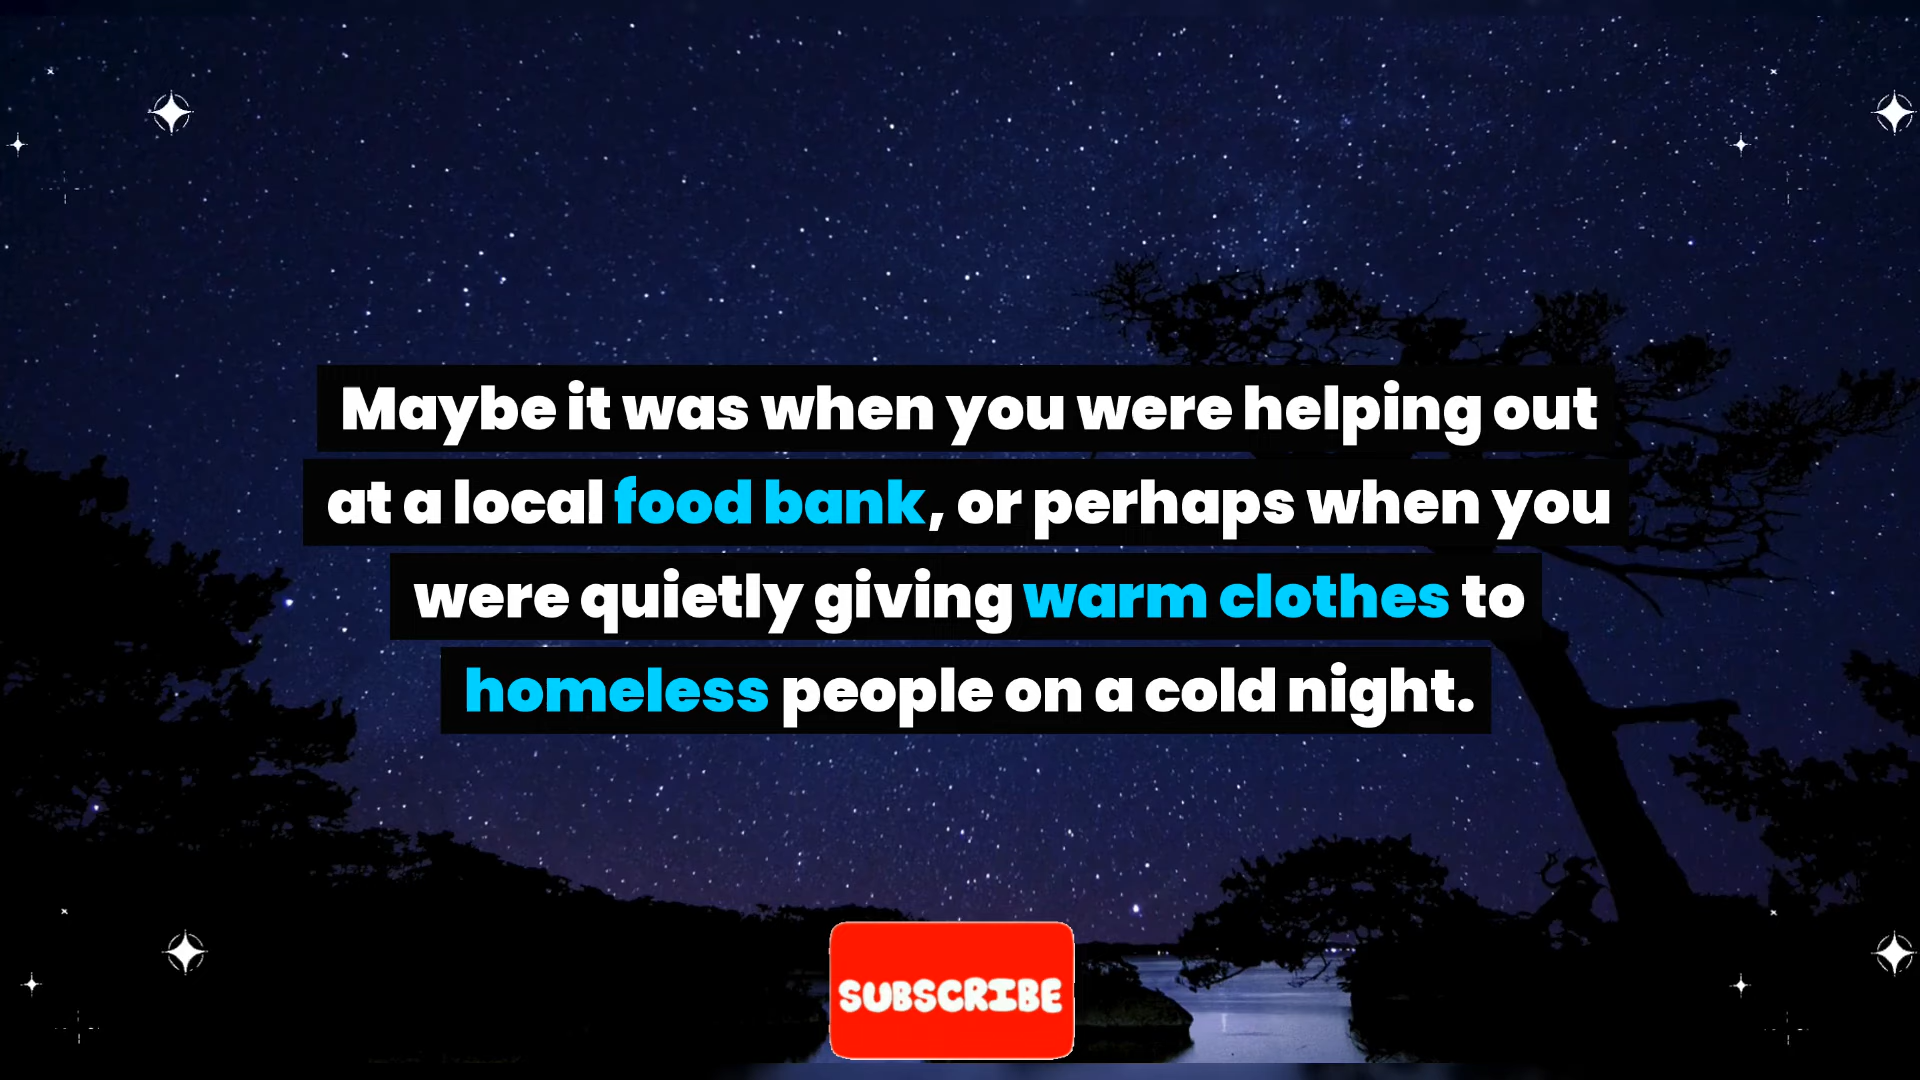 Maybe it was when you were helping out
at a local food bank, or perhaps when you
were quietly giving warm clothes to
homeless people on a cold night.
SUBSCRIBE